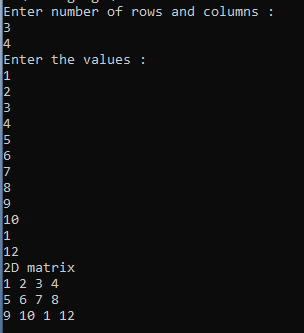 Enter number of rows and columns :
3
4
Enter the values :
1
2
3
4
5
6
7
8
9
10
1
12
2D matrix
1 2 3 4
5 6 7 8
9 10 1 12